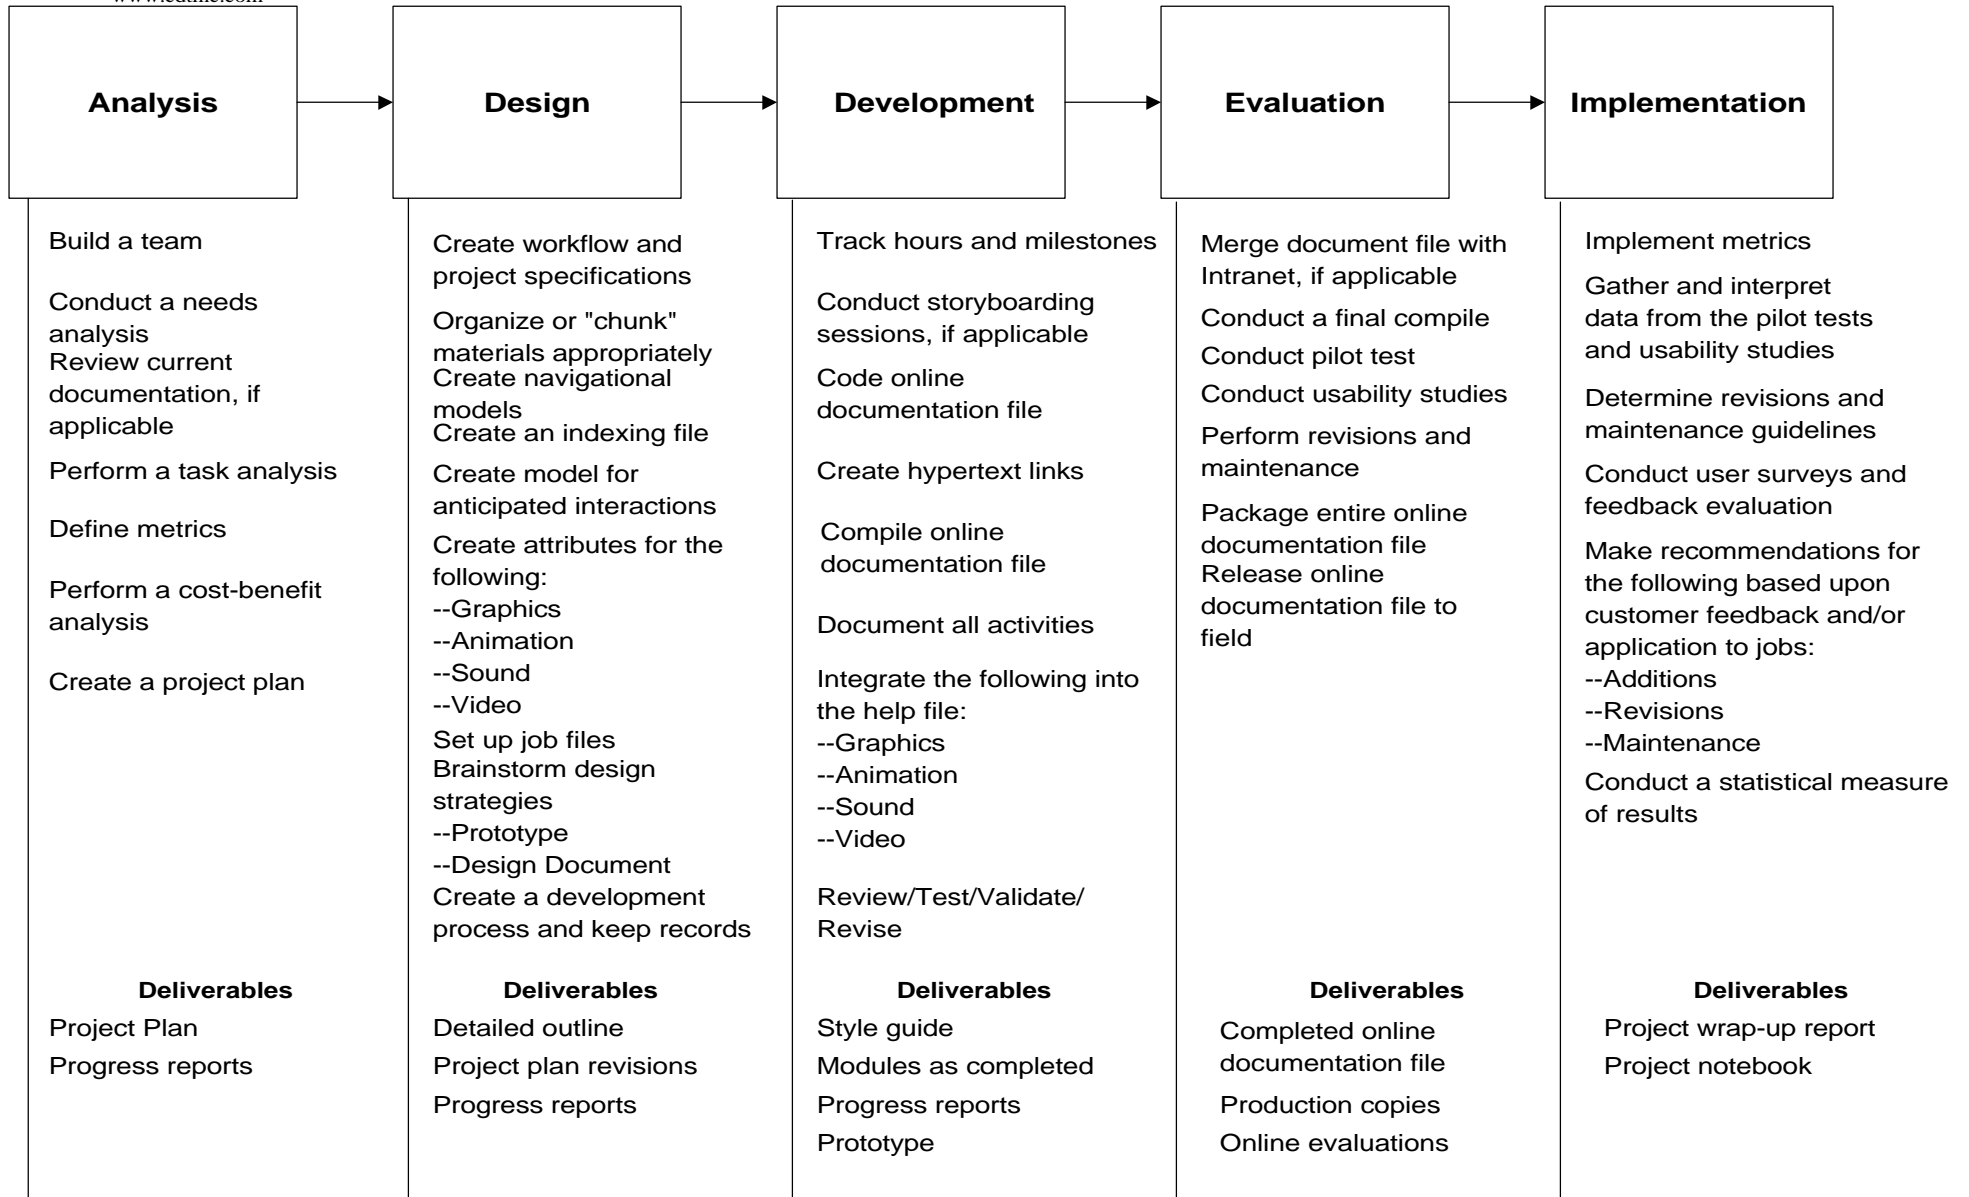 Analysis
Design
Development
Evaluation
Implementation
Build a team
Conduct a needs
analysis
Review current
documentation, if
applicable
Perform a task analysis
Define metrics
Perform a cost-benefit
analysis
Create a project plan
Deliverables
Project Plan
Progress reports
Create workflow and
project specifications
Organize or "chunk"
materials appropriately
Create navigational
models
Create an indexing file
Create model for
anticipated interactions
Create attributes for the
following:
--Graphics
--Animation
--Sound
--Video
Set up job files
Brainstorm design
strategies
--Prototype
--Design Document
Create a development
process and keep records
Deliverables
Detailed outline
Project plan revisions
Progress reports
Track hours and milestones
Conduct storyboarding
sessions, if applicable
Code online
documentation file
Create hypertext links
Compile online
documentation file
Document all activities
Integrate the following into
the help file:
--Graphics
--Animation
--Sound
--Video
Review/Test/Validate/
Revise
Deliverables
Style guide
Modules as completed
Progress reports
Prototype
Merge document file with
Intranet, if applicable
Conduct a final compile
Conduct pilot test
Conduct usability studies
Perform revisions and
maintenance
Package entire online
documentation file
Release online
documentation file to
field
Deliverables
Completed online
documentation file
Production copies
Online evaluations
Implement metrics
Gather and interpret
data from the pilot tests
and usability studies
Determine revisions and
maintenance guidelines
Conduct user surveys and
feedback evaluation
Make recommendations for
the following based upon
customer feedback and/or
application to jobs:
--Additions
--Revisions
--Maintenance
Conduct a statistical measure
of results
Deliverables
Project wrap-up report
Project notebook